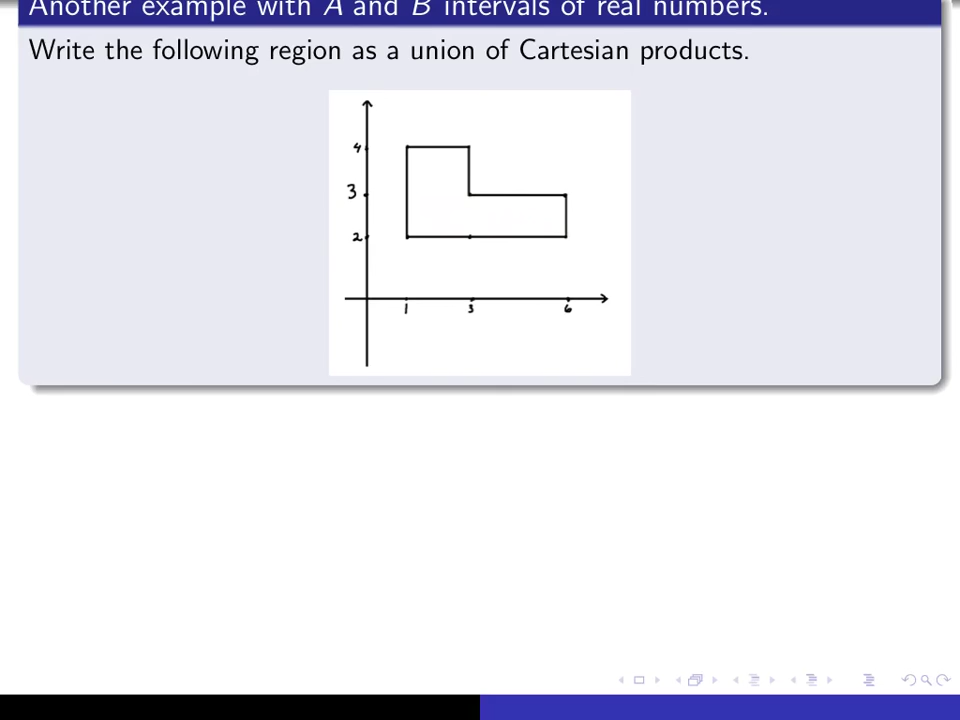 Another example with A and B intervals of real numbers.
Write the following region as a union of Cartesian products.
4
3
2
1 3 6